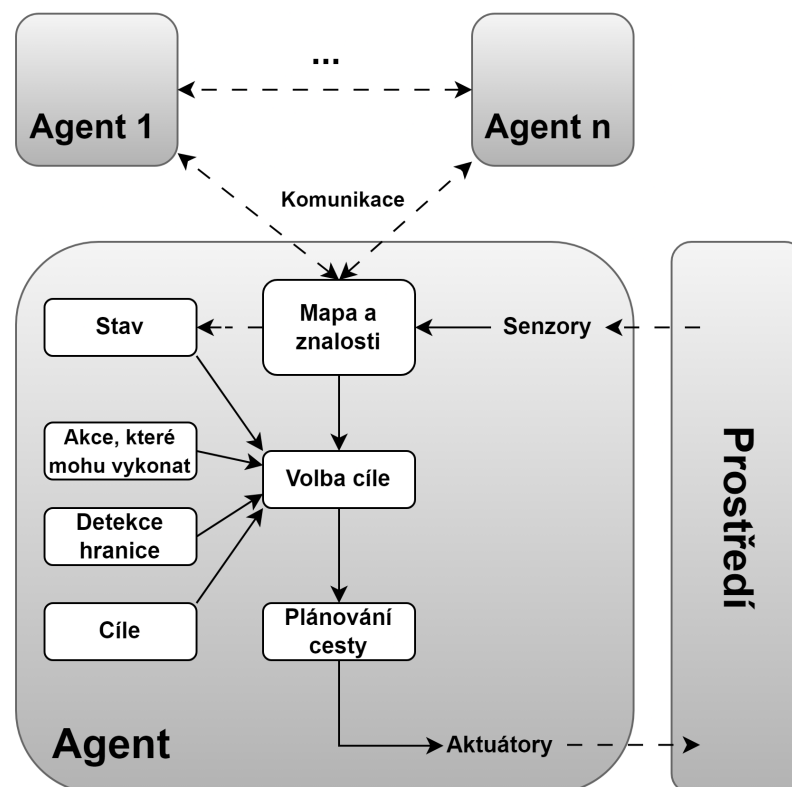 ...
Agent 1
Agent n
Komunikace
Stav
Mapa a
znalosti
Senzory
Akce, které
mohu vykonat
Volba cíle
Detekce
hranice
Cíle
Plánování
cesty
Agent
Aktuátory
Prostředí